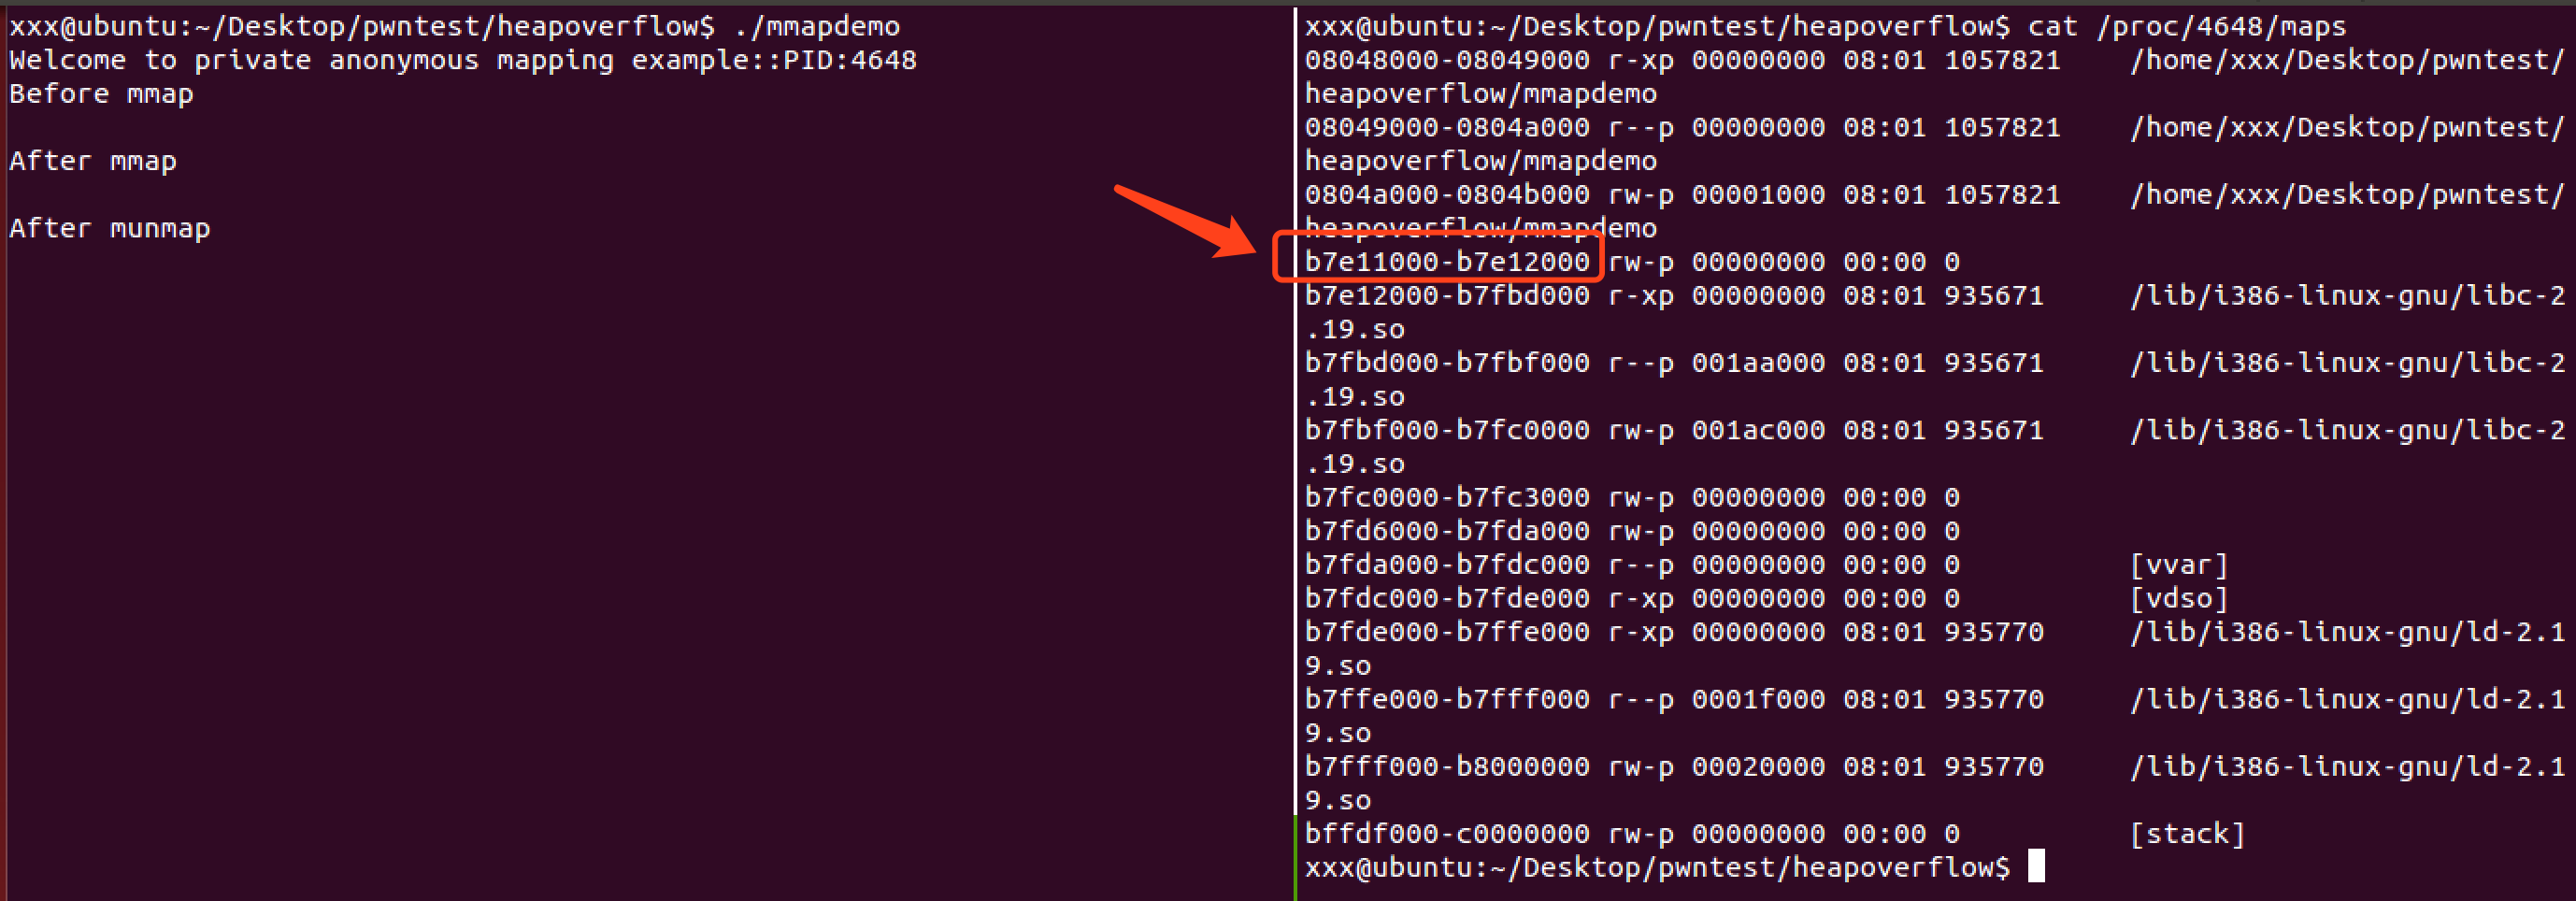 xxx@ubuntu:~/Desktop/pwntest/heapoverflow$ ./mmapdemo
Welcome to private anonymous mapping example::PID:4648
Before mmap
After mmap
After munmap
xxx@ubuntu:~/Desktop/pwntest/heapoverflow$ cat /proc/4648/maps
08048000-08049000 r-xp 00000000 08:01 1057821    /home/xxx/Desktop/pwntest/
heapoverflow/mmapdemo
08049000-0804a000 r--p 00000000 08:01 1057821    /home/xxx/Desktop/pwntest/
heapoverflow/mmapdemo
0804a000-0804b000 rw-p 00001000 08:01 1057821    /home/xxx/Desktop/pwntest/
heapoverflow/mmapdemo
b7e11000-b7e12000 rw-p 00000000 00:00 0
b7e12000-b7fbd000 r-xp 00000000 08:01 935671     /lib/i386-linux-gnu/libc-2
.19.so
b7fbd000-b7fbf000 r--p 001aa000 08:01 935671     /lib/i386-linux-gnu/libc-2
.19.so
b7fbf000-b7fc0000 rw-p 001ac000 08:01 935671     /lib/i386-linux-gnu/libc-2
.19.so
b7fc0000-b7fc3000 rw-p 00000000 00:00 0
b7fd6000-b7fda000 rw-p 00000000 00:00 0
b7fda000-b7fdc000 r--p 00000000 00:00 0          [vvar]
b7fdc000-b7fde000 r-xp 00000000 00:00 0          [vdso]
b7fde000-b7ffe000 r-xp 00000000 08:01 935770     /lib/i386-linux-gnu/ld-2.1
9.so
b7ffe000-b7fff000 r--p 0001f000 08:01 935770     /lib/i386-linux-gnu/ld-2.1
9.so
b7fff000-b8000000 rw-p 00020000 08:01 935770     /lib/i386-linux-gnu/ld-2.1
9.so
bffdf000-c0000000 rw-p 00000000 00:00 0          [stack]
xxx@ubuntu:~/Desktop/pwntest/heapoverflow$